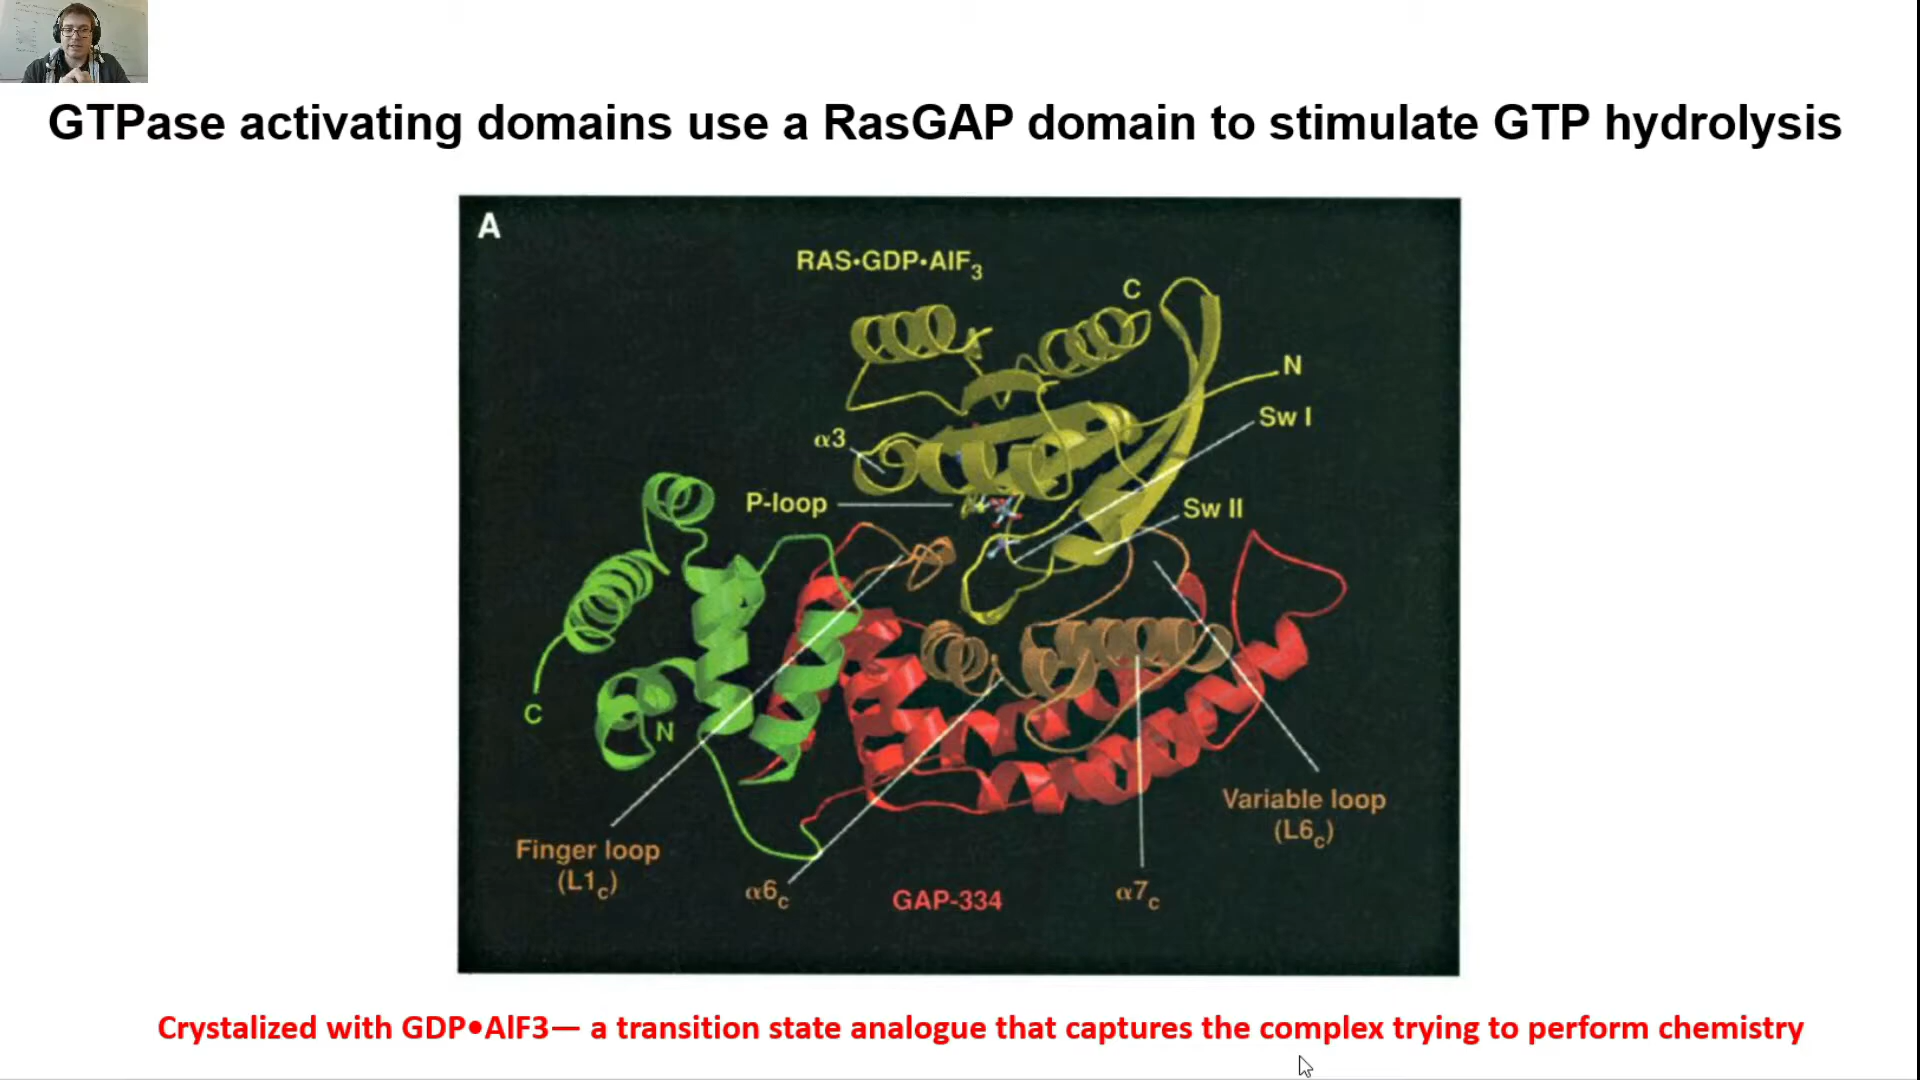 GTPase activating domains use a RasGAP domain to stimulate GTP hydrolysis
A
RAS•GDP•AlF3
C
N
Sw I
α3
P-loop
Sw II
C
N
Variable loop
(L6c)
Finger loop
(L1c)
α6c
GAP-334
α7c
Crystalized with GDP•AlF3— a transition state analogue that captures the complex trying to perform chemistry